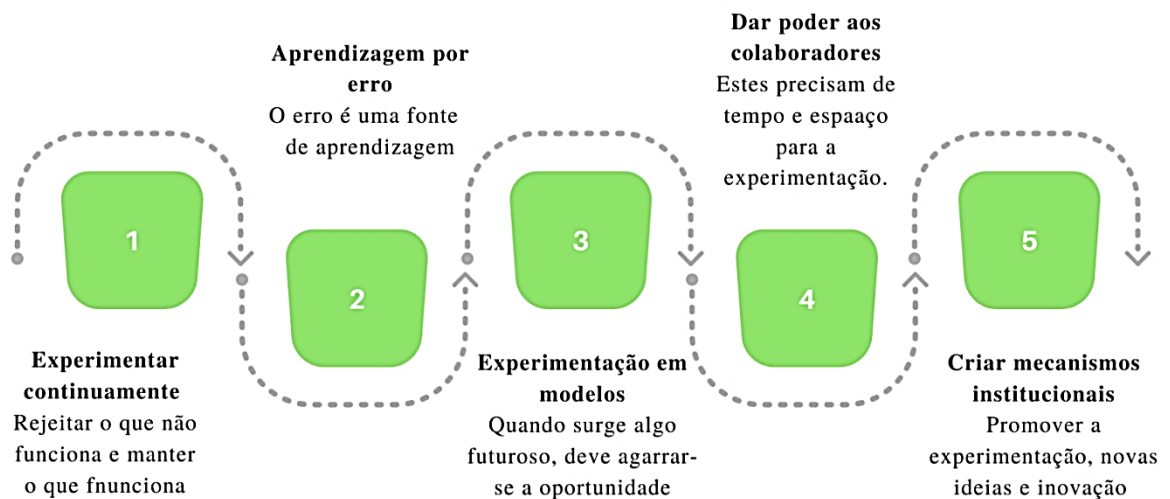 1
Experimentar
continuamente
Rejeitar o que não
funciona e manter
o que fnunciona
Aprendizagem por
erro
O erro é uma fonte
de aprendizagem
2
3
Experimentação em
modelos
Quando surge algo
futuroso, deve agarrar-
se a oportunidade
Dar poder aos
colaboradores
Estes precisam de
tempo e espaaço
para a
experimentação.
4
5
Criar mecanismos
institucionais
Promover a
experimentação, novas
ideias e inovação